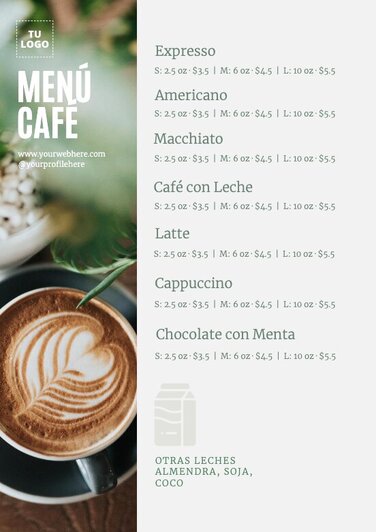 TU
LOGO
MENÚ
CAFÉ
www.yourwebhere.com
@yourprofilehere
Espresso
S: 2.5 oz · $3.5 | M: 6 oz · $4.5 | L: 10 oz · $5.5
Americano
S: 2.5 oz · $3.5 | M: 6 oz · $4.5 | L: 10 oz · $5.5
Macchiato
S: 2.5 oz · $3.5 | M: 6 oz · $4.5 | L: 10 oz · $5.5
Café con Leche
S: 2.5 oz · $3.5 | M: 6 oz · $4.5 | L: 10 oz · $5.5
Latte
S: 2.5 oz · $3.5 | M: 6 oz · $4.5 | L: 10 oz · $5.5
Cappuccino
S: 2.5 oz · $3.5 | M: 6 oz · $4.5 | L: 10 oz · $5.5
Chocolate con Menta
S: 2.5 oz · $3.5 | M: 6 oz · $4.5 | L: 10 oz · $5.5
OTRAS LECHES
ALMENDRA, SOJA,
COCO